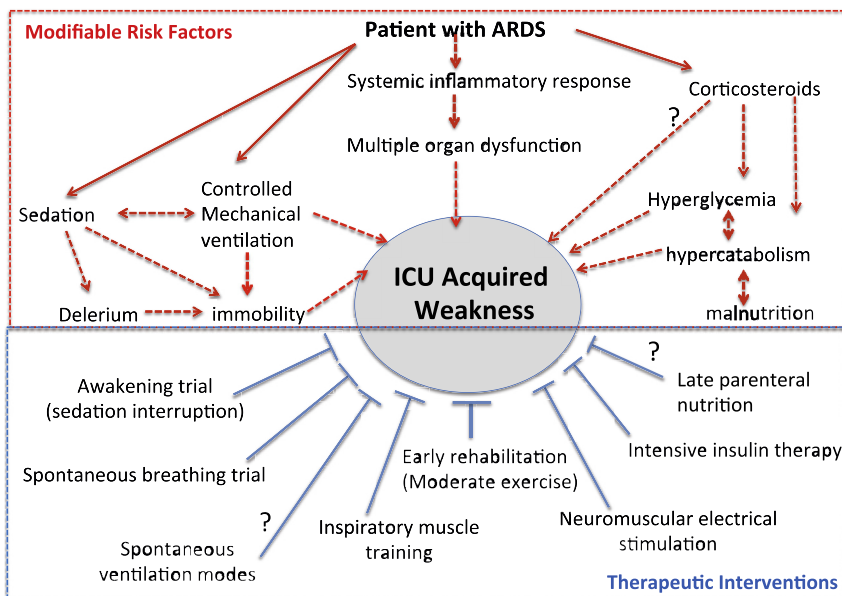 Modifiable Risk Factors
Patient with ARDS
Systemic inflammatory response
Corticosteroids
?
Multiple organ dysfunction
Sedation
Controlled
Mechanical
ventilation
Hyperglycemia
hypercatabolism
ICU Acquired
Weakness
Delerium
immobility
malnutrition
Awakening trial
(sedation interruption)
?
Late parenteral
nutrition
Spontaneous breathing trial
Early rehabilitation
(Moderate exercise)
Intensive insulin therapy
?
Spontaneous
ventilation modes
Inspiratory muscle
training
Neuromuscular electrical
stimulation
Therapeutic Interventions